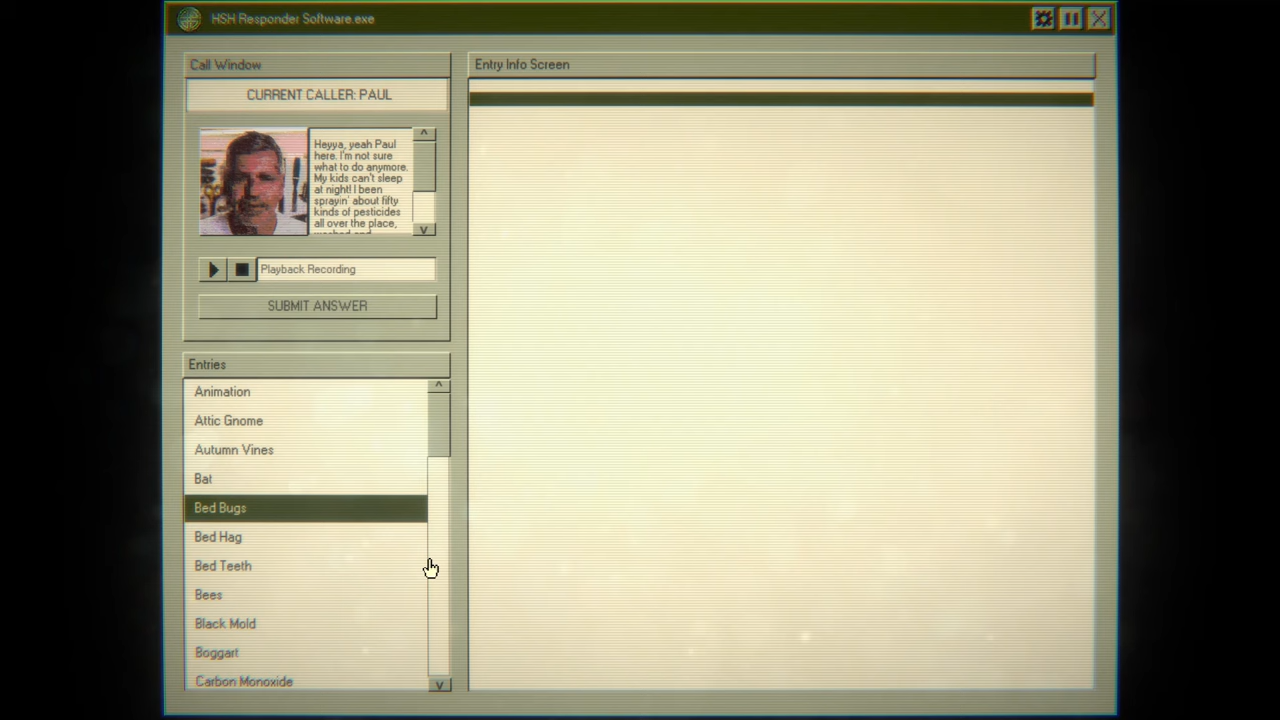 HSH Responder Software.exe
Call Window
CURRENT CALLER: PAUL
Heyya, yeah Paul
here. I'm not sure
what to do anymore.
My kids can't sleep
at night! I been
sprayin' about fifty
kinds of pesticides
all over the place,
washed and
Playback Recording
SUBMIT ANSWER
Entries
Animation
Attic Gnome
Autumn Vines
Bat
Bed Bugs
Bed Hag
Bed Teeth
Bees
Black Mold
Boggart
Carbon Monoxide
Entry Info Screen